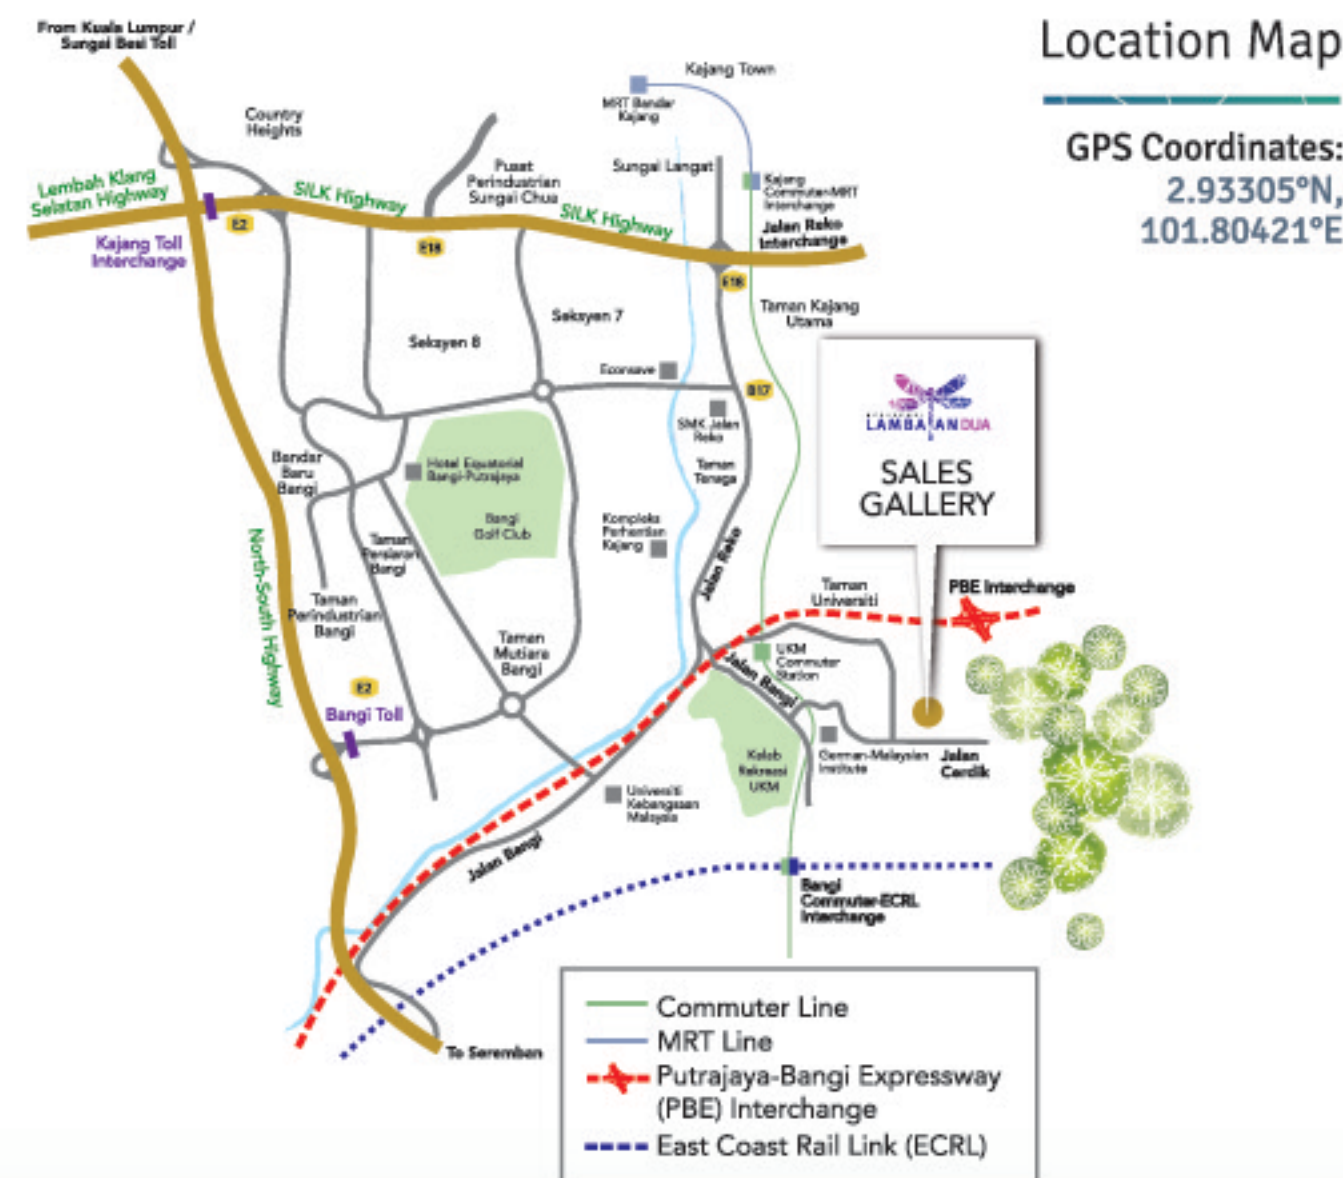 From Kuala Lumpur /
Sungai Besi Toll
Location Map
GPS Coordinates:
2.93305°N,
101.80421°E
Kajang Town
MRT Bandar
Kajang
Country
Heights
Pusat
Perindustrian
Sungai Chua
Sungai Langat
Kajang
Commuter-MRT
Interchange
Lembah Klang
Selatan Highway
SILK Highway
SILK Highway
Jalan Reko
Interchange
E2
E18
E18
Kajang Toll
Interchange
Taman Kajang
Utama
Seksyen 7
Seksyen 8
Econsave
B17
SMK Jalan
Reko
Taman
Tenaga
LAMBAIAN DUA
SALES
GALLERY
Bandar
Baru
Bangi
Hotel Equatorial
Bangi-Putrajaya
Bangi
Golf Club
Kompleks
Perhentian
Kajang
Jalan Reko
Taman
Persiaran
Bangi
North-South Highway
Taman
Perindustrian
Bangi
Taman
Mutiara
Bangi
Taman
Universiti
PBE Interchange
UKM
Commuter
Station
Jalan Bangi
E2
Bangi Toll
Kelab
Rekreasi
UKM
German-Malaysian
Institute
Jalan
Cerdik
Universiti
Kebangsaan
Malaysia
Jalan Bangi
Bangi
Commuter-ECRL
Interchange
To Seremban
Commuter Line
MRT Line
Putrajaya-Bangi Expressway
(PBE) Interchange
East Coast Rail Link (ECRL)